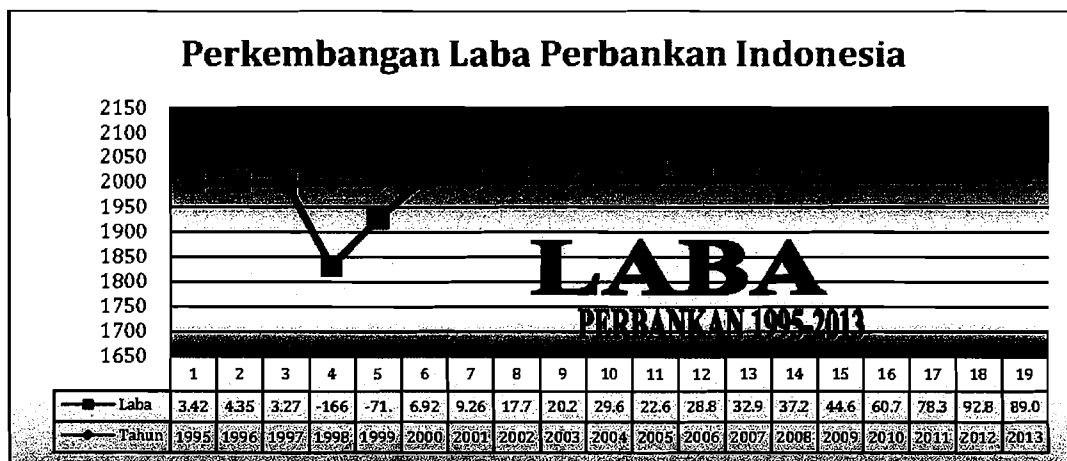 Perkembangan Laba Perbankan Indonesia
2150
2100
2050
2000
1950
1900
1850
1800
1750
1700
1650
LABA
PERBANKAN 1995-2013
1 2 3 4 5 6 7 8 9 10 11 12 13 14 15 16 17 18 19
Laba 3.42 4.35 3.27 -166 -71. 6.92 9.26 17.7 20.2 29.6 22.6 28.8 32.9 37.2 44.6 60.7 78.3 92.8 89.0
Tahun 1995 1996 1997 1998 1999 2000 2001 2002 2003 2004 2005 2006 2007 2008 2009 2010 2011 2012 2013